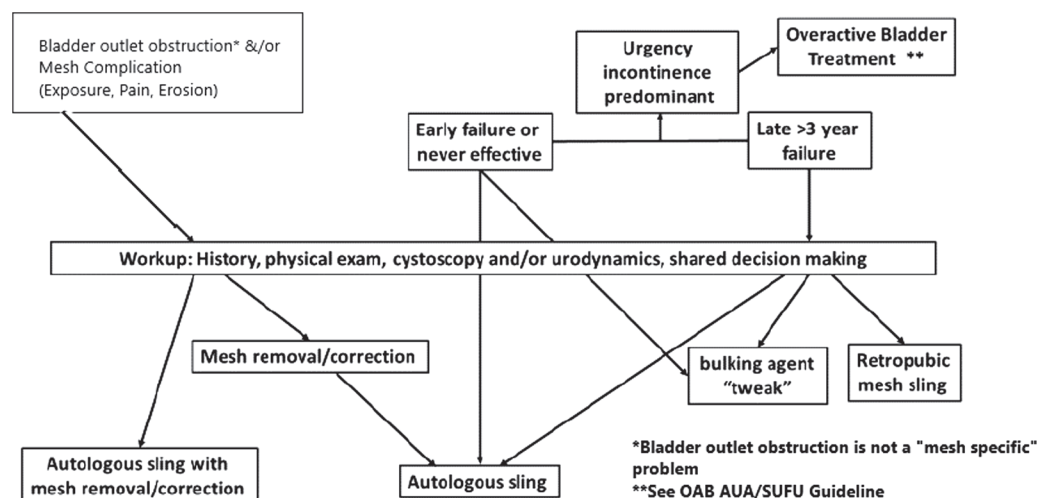 Bladder outlet obstruction* &/or
Mesh Complication
(Exposure, Pain, Erosion)
Urgency
incontinence
predominant
Overactive Bladder
Treatment **
Early failure or
never effective
Late >3 year
failure
Workup: History, physical exam, cystoscopy and/or urodynamics, shared decision making
Mesh removal/correction
bulking agent
“tweak”
Retropubic
mesh sling
Autologous sling with
mesh removal/correction
Autologous sling
*Bladder outlet obstruction is not a "mesh specific"
problem
**See OAB AUA/SUFU Guideline